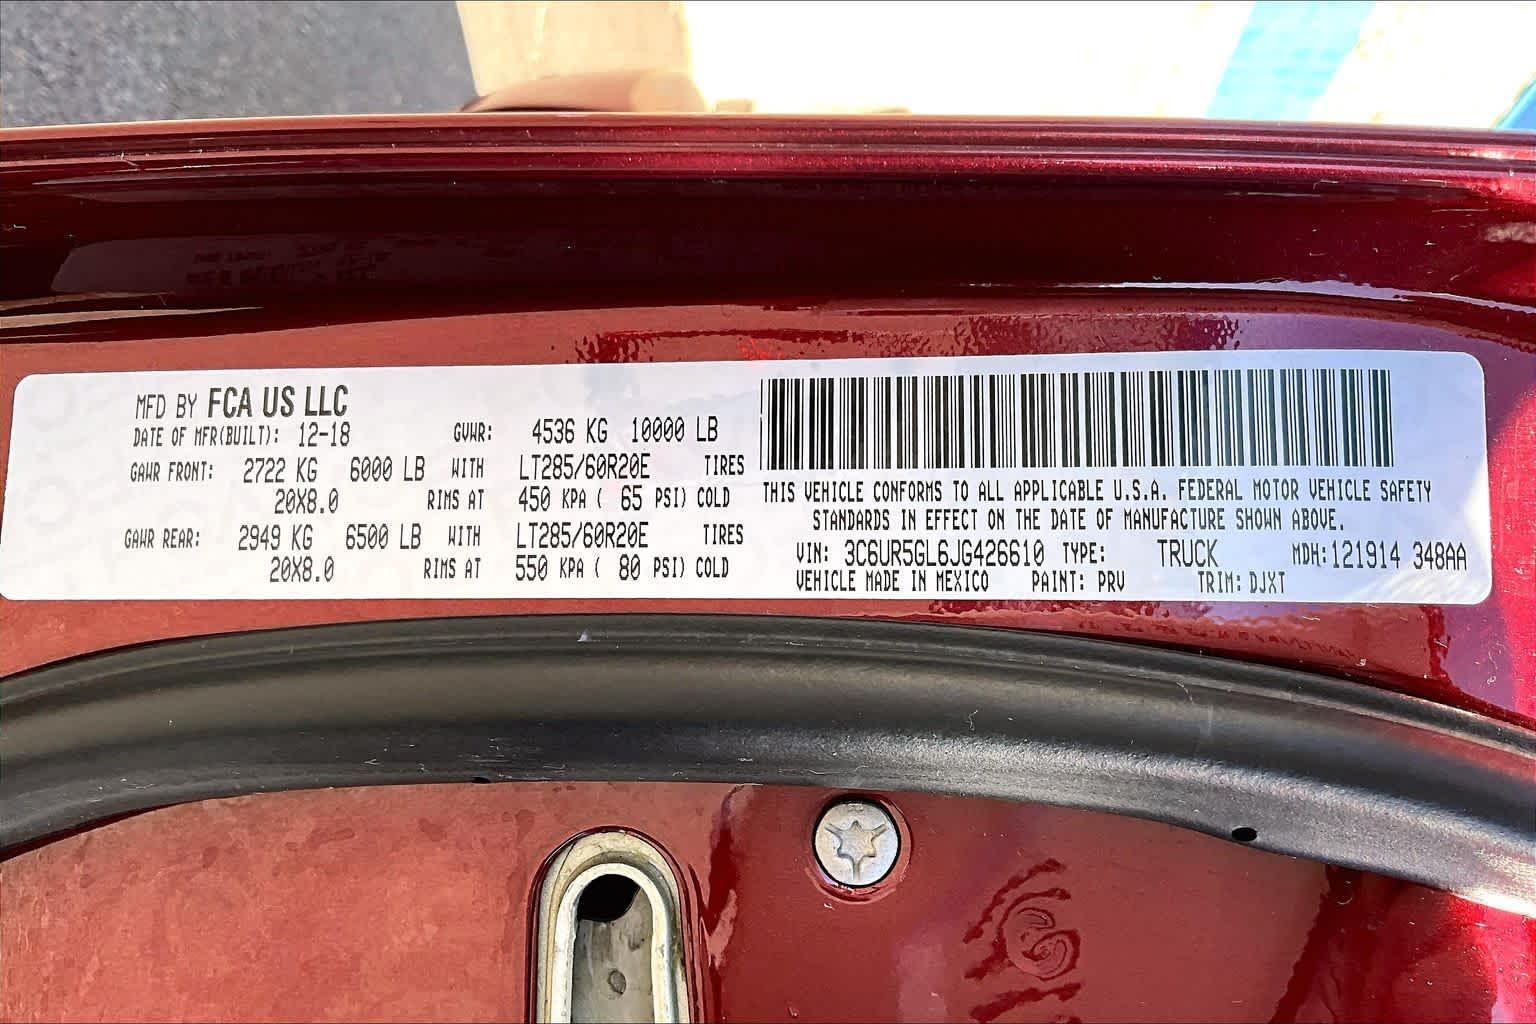 MFD BY FCA US LLC
DATE OF MFR(BUILT): 12-18 GVWR: 4536 KG 10000 LB
GAWR FRONT: 2722 KG 6000 LB WITH LT285/60R20E TIRES
20X8.0 RIMS AT 450 KPA ( 65 PSI) COLD
GAWR REAR: 2949 KG 6500 LB WITH LT285/60R20E TIRES
20X8.0 RIMS AT 550 KPA ( 80 PSI) COLD
THIS VEHICLE CONFORMS TO ALL APPLICABLE U.S.A. FEDERAL MOTOR VEHICLE SAFETY
STANDARDS IN EFFECT ON THE DATE OF MANUFACTURE SHOWN ABOVE.
VIN: 3C6UR5GL6JG426610 TYPE: TRUCK MDH:121914 348AA
VEHICLE MADE IN MEXICO PAINT: PRV TRIM: DJXT